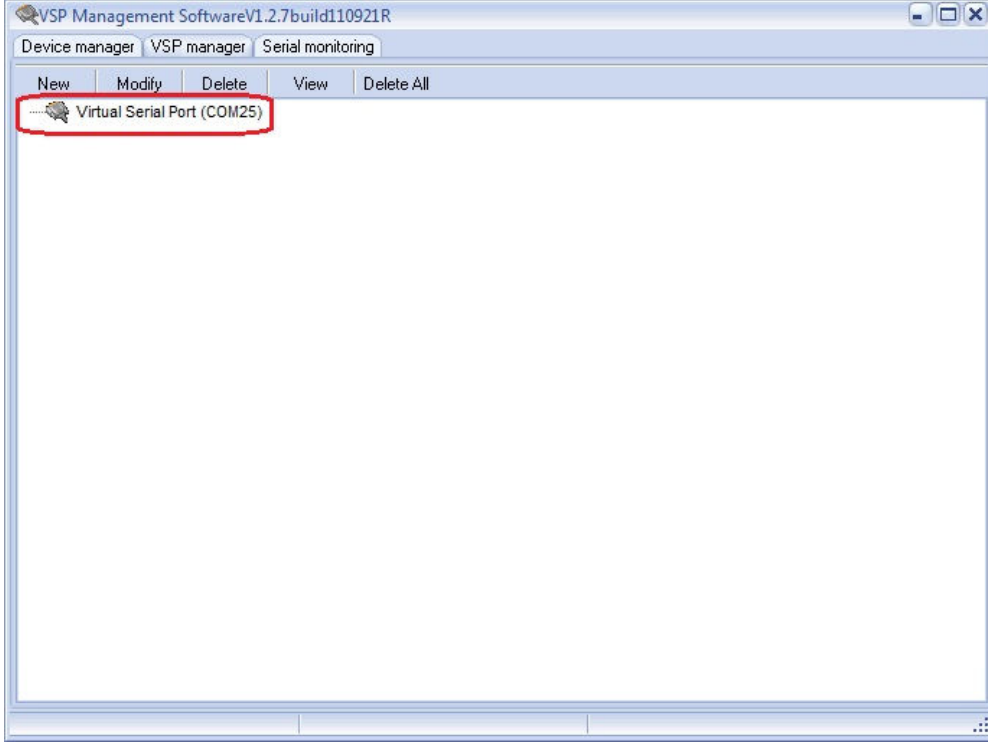 VSP Management SoftwareV1.2.7build110921R
Device manager VSP manager Serial monitoring
New Modify Delete View Delete All
Virtual Serial Port (COM25)